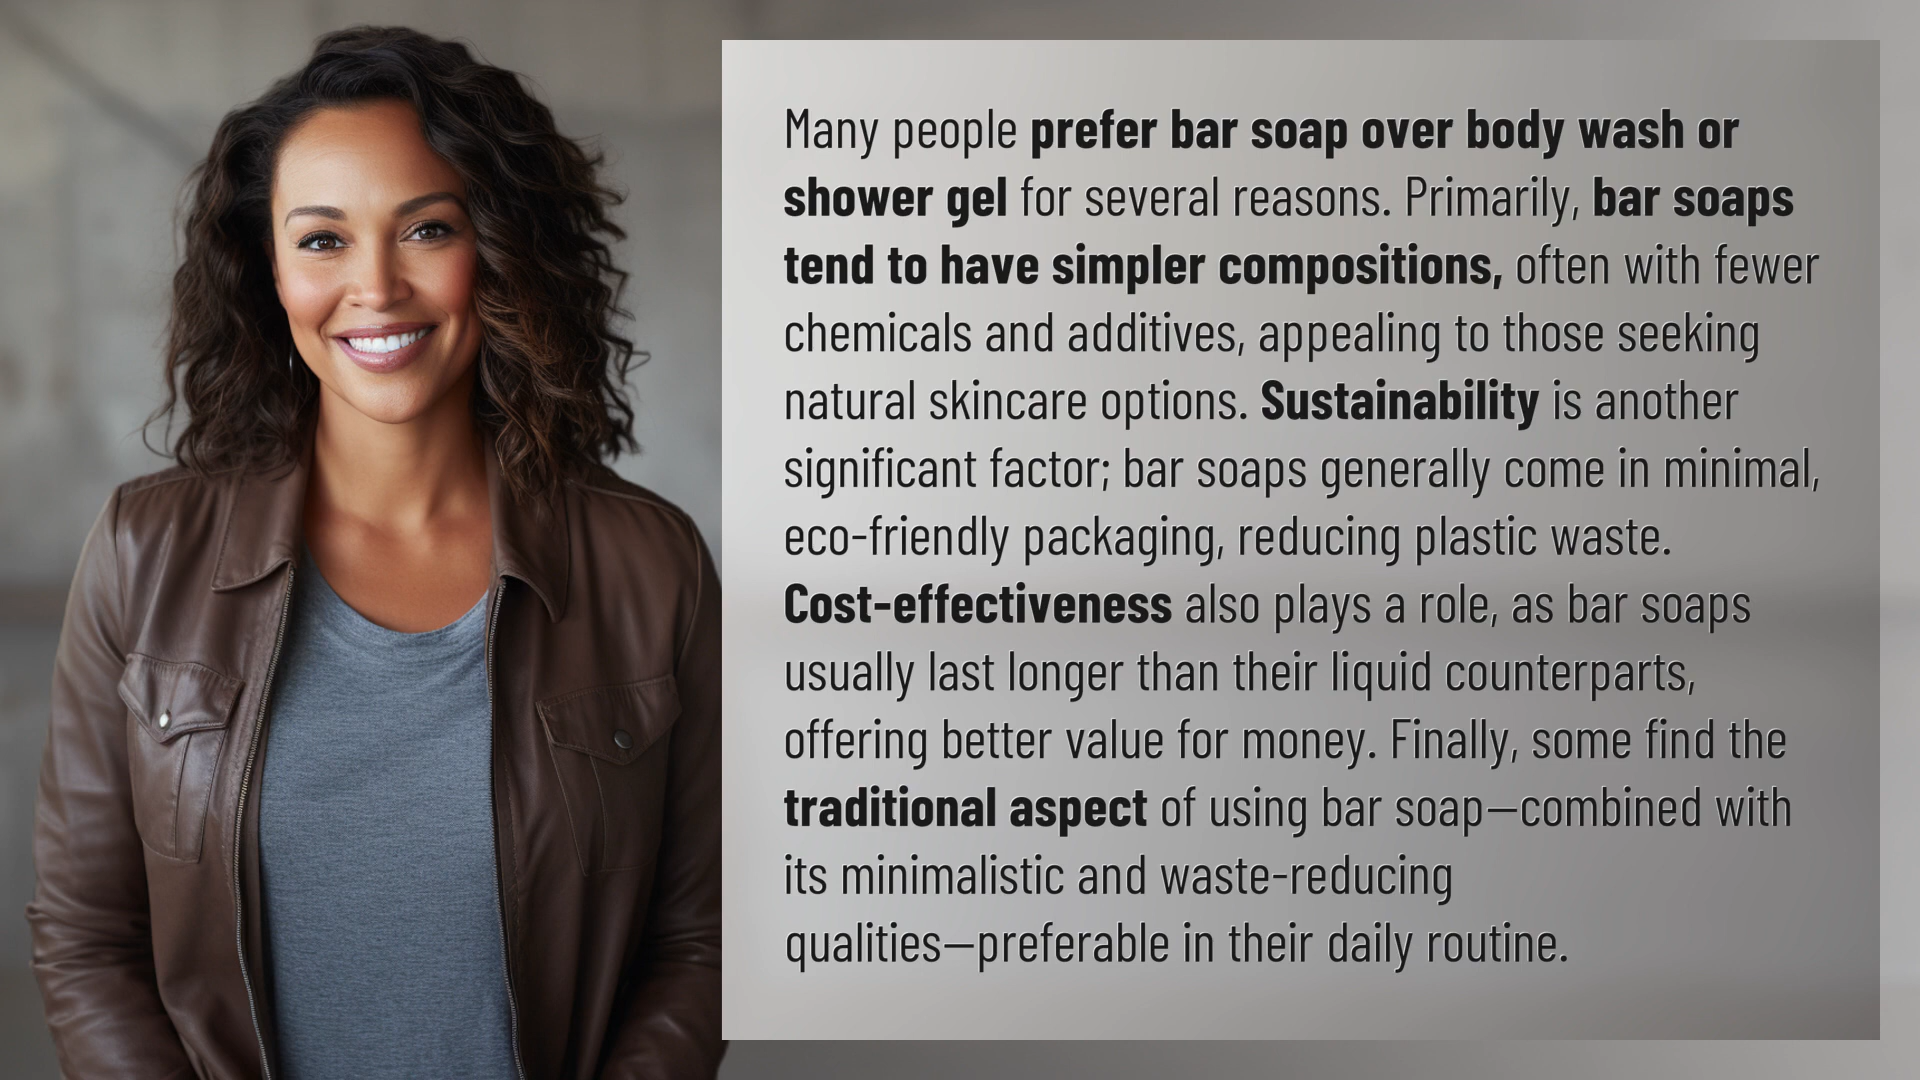 Many people prefer bar soap over body wash or
shower gel for several reasons. Primarily, bar soaps
tend to have simpler compositions, often with fewer
chemicals and additives, appealing to those seeking
natural skincare options. Sustainability is another
significant factor; bar soaps generally come in minimal,
eco-friendly packaging, reducing plastic waste.
Cost-effectiveness also plays a role, as bar soaps
usually last longer than their liquid counterparts,
offering better value for money. Finally, some find the
traditional aspect of using bar soap—combined with
its minimalistic and waste-reducing
qualities—preferable in their daily routine.